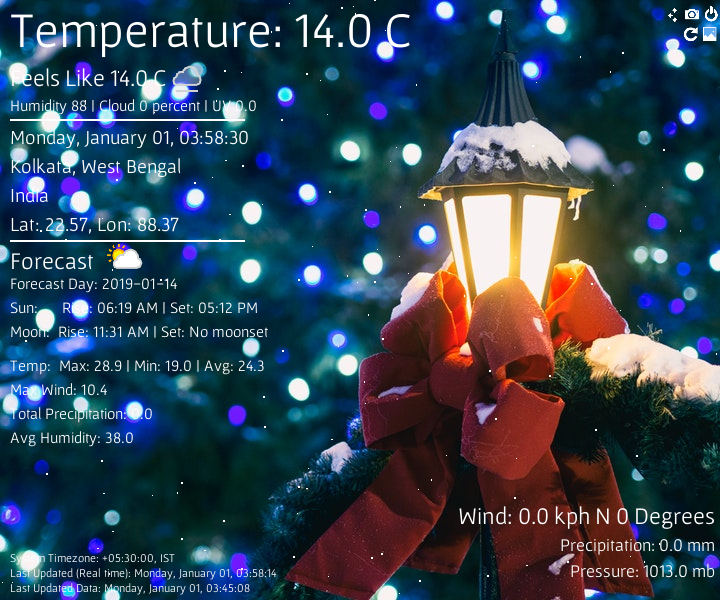 Temperature: 14.0 C
Feels Like 14.0 C
Humidity 88 | Cloud 0 percent | UV 0.0
Monday, January 01, 03:58:30
Kolkata, West Bengal
India
Lat: 22.57, Lon: 88.37
Forecast
Forecast Day: 2019-01-14
Sun: Rise: 06:19 AM | Set: 05:12 PM
Moon: Rise: 11:31 AM | Set: No moonset
Temp: Max: 28.9 | Min: 19.0 | Avg: 24.3
Max Wind: 10.4
Total Precipitation: 0.0
Avg Humidity: 38.0
Wind: 0.0 kph N 0 Degrees
Precipitation: 0.0 mm
Pressure: 1013.0 mb
System Timezone: +05:30:00, IST
Last Updated (Real time): Monday, January 01, 03:58:14
Last Updated Data: Monday, January 01, 03:45:08